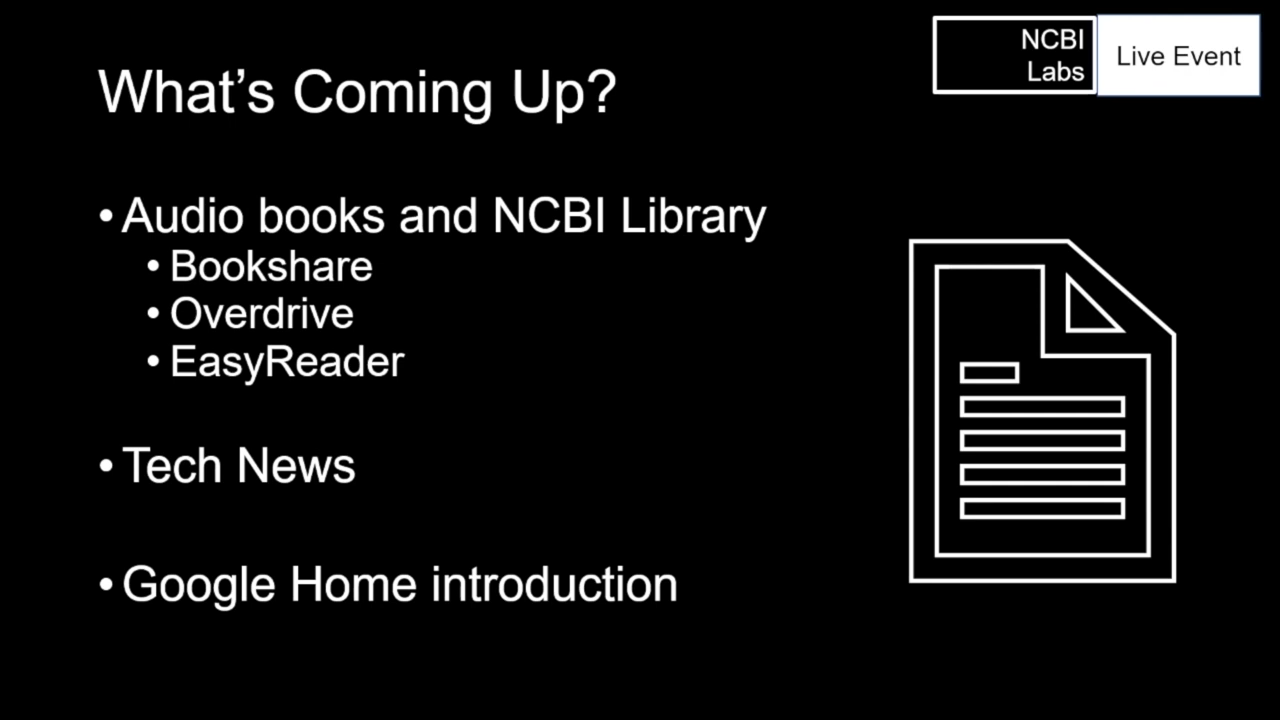 NCBI
Labs
Live Event
What’s Coming Up?
• Audio books and NCBI Library
• Bookshare
• Overdrive
• EasyReader
• Tech News
• Google Home introduction